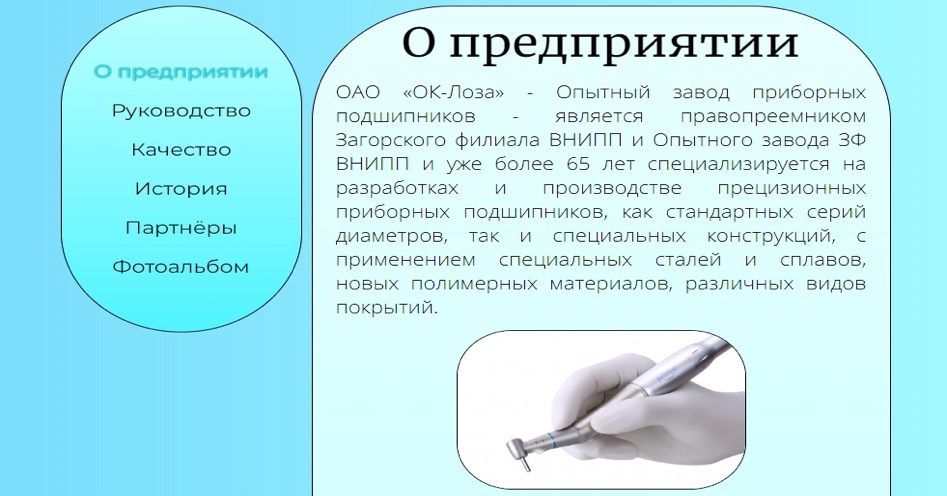 О предприятии
Руководство
Качество
История
Партнёры
Фотоальбом
О предприятии
ОАО «ОК-Лоза» - Опытный завод приборных
подшипников - является правопреемником
Загорского филиала ВНИПП и Опытного завода ЗФ
ВНИПП и уже более 65 лет специализируется на
разработках и производстве прецизионных
приборных подшипников, как стандартных серий
диаметров, так и специальных конструкций, с
применением специальных сталей и сплавов,
новых полимерных материалов, различных видов
покрытий.